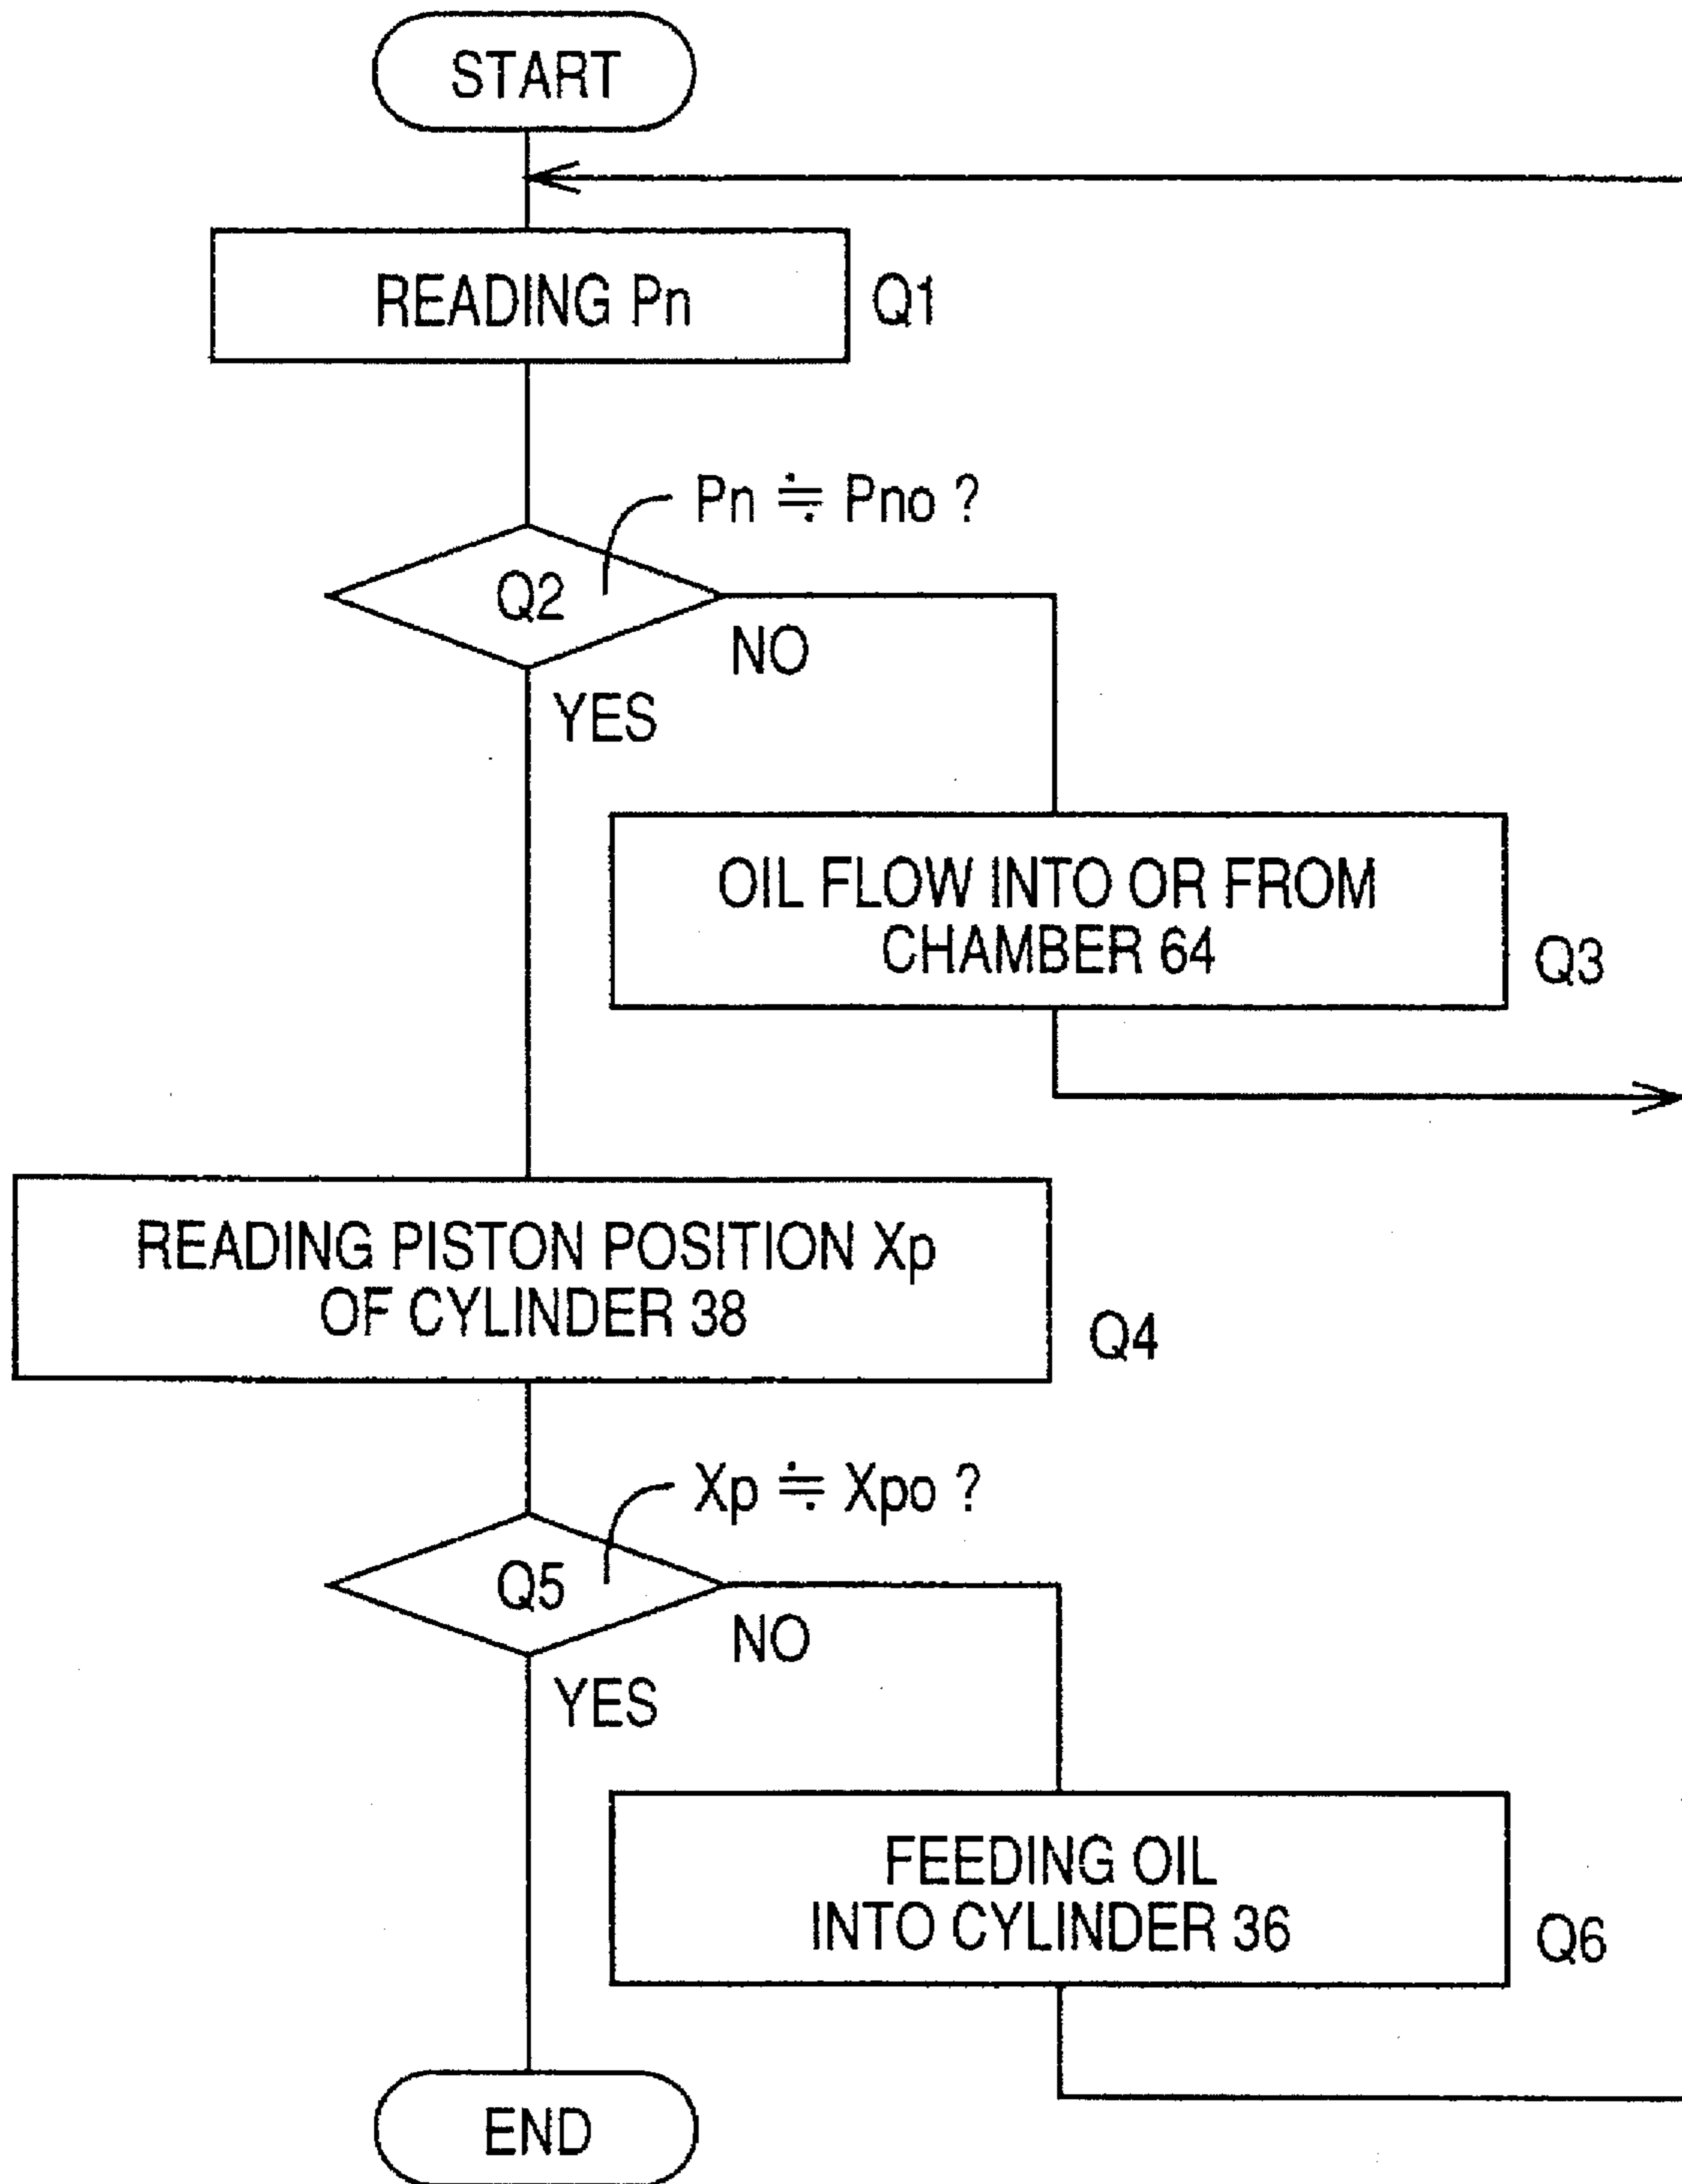 START
READING Pn
Q1
Pn ≒ Pno ?
Q2
NO
YES
OIL FLOW INTO OR FROM
CHAMBER 64
Q3
READING PISTON POSITION Xp
OF CYLINDER 38
Q4
Xp ≒ Xpo ?
Q5
NO
YES
FEEDING OIL
INTO CYLINDER 36
Q6
END